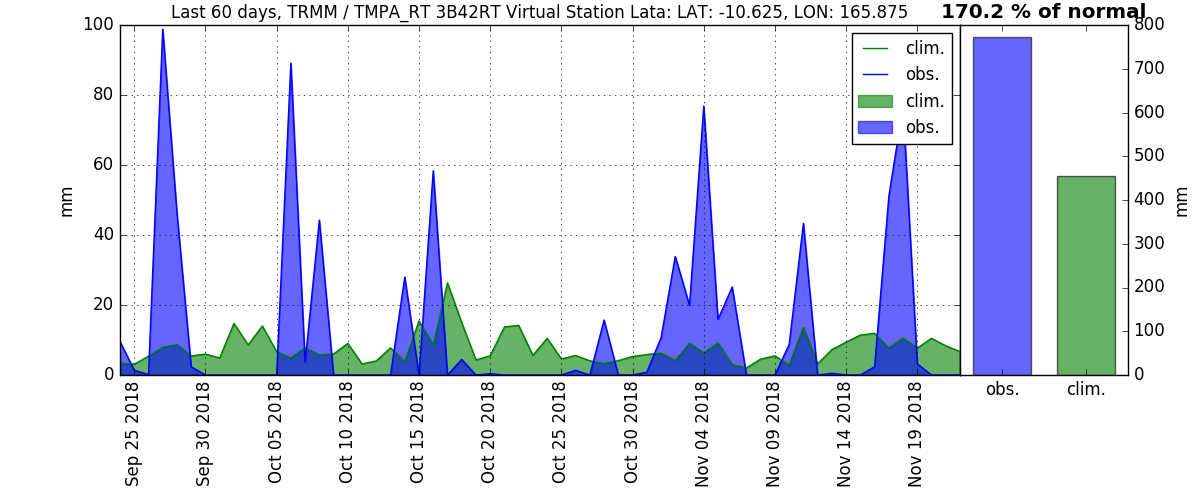 Last 60 days, TRMM / TMPA_RT 3B42RT Virtual Station Lata: LAT: -10.625, LON: 165.875
170.2 % of normal
100
80
60
40
20
0
mm
clim.
obs.
clim.
obs.
800
700
600
500
400
300
200
100
0
mm
Sep 25 2018
Sep 30 2018
Oct 05 2018
Oct 10 2018
Oct 15 2018
Oct 20 2018
Oct 25 2018
Oct 30 2018
Nov 04 2018
Nov 09 2018
Nov 14 2018
Nov 19 2018
obs.
clim.